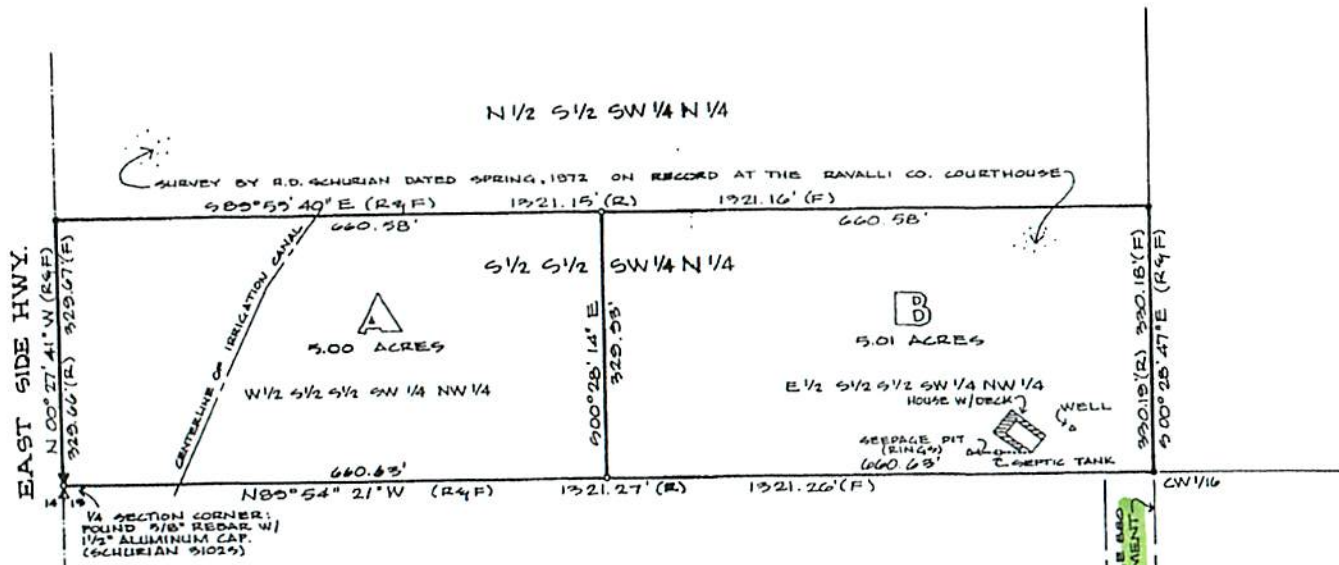 N 1/2 S 1/2 SW 1/4 N 1/4
SURVEY BY R.D. SCHURIAN DATED SPRING, 1972 ON RECORD AT THE RAVALLI CO. COURTHOUSE
S89°53'40" E (R&F) 1321.15' (R) 1321.16' (F)
660.58' 660.58'
EAST SIDE HWY.
N 00°27'41" W (R&F)
329.66' (R) 329.67' (F)
CENTERLINE OF IRRIGATION CANAL
S 1/2 S 1/2 SW 1/4 N 1/4
A
5.00 ACRES
W 1/2 S 1/2 S 1/2 SW 1/4 NW 1/4
S00°28'14" E
329.93'
B
5.01 ACRES
E 1/2 S 1/2 S 1/2 SW 1/4 NW 1/4
HOUSE W/DECK
WELL
SEEPAGE PIT
(RINGS)
SEPTIC TANK
330.19' (R) 330.18' (F)
S 00°28'47" E (R&F)
660.63' 660.63'
N89°54'21" W (R&F) 1321.27' (R) 1321.26' (F)
CW 1/16
14 13
1/4 SECTION CORNER:
FOUND 5/8" REBAR W/
1 1/2" ALUMINUM CAP.
(SCHURIAN 3102S)